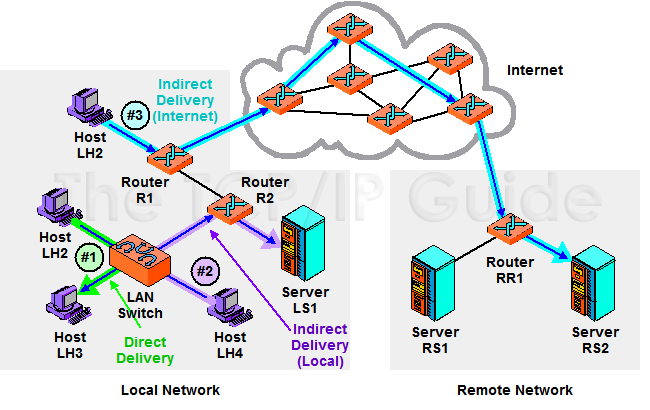 Indirect
Delivery
(Internet)
Internet
#3
Host
LH2
Router
R1
Router
R2
The TCP/IP Guide
Host
LH2
#1
#2
LAN
Switch
Server
LS1
Router
RR1
Host
LH3
Direct
Delivery
Host
LH4
Indirect
Delivery
(Local)
Server
RS1
Server
RS2
Local Network
Remote Network